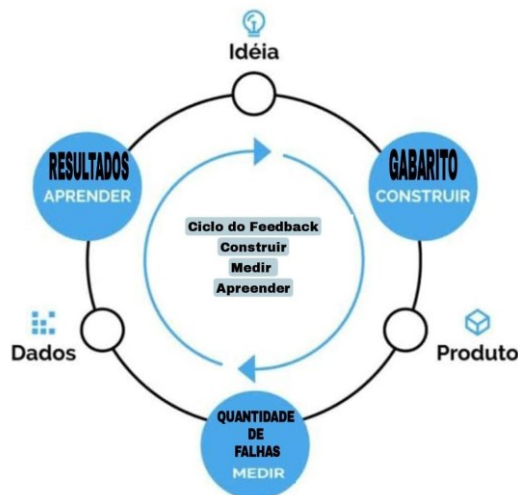 Idéia
RESULTADOS
APRENDER
GABARITO
CONSTRUIR
Ciclo do Feedback
Construir
Medir
Apreender
Dados
Produto
QUANTIDADE
DE
FALHAS
MEDIR